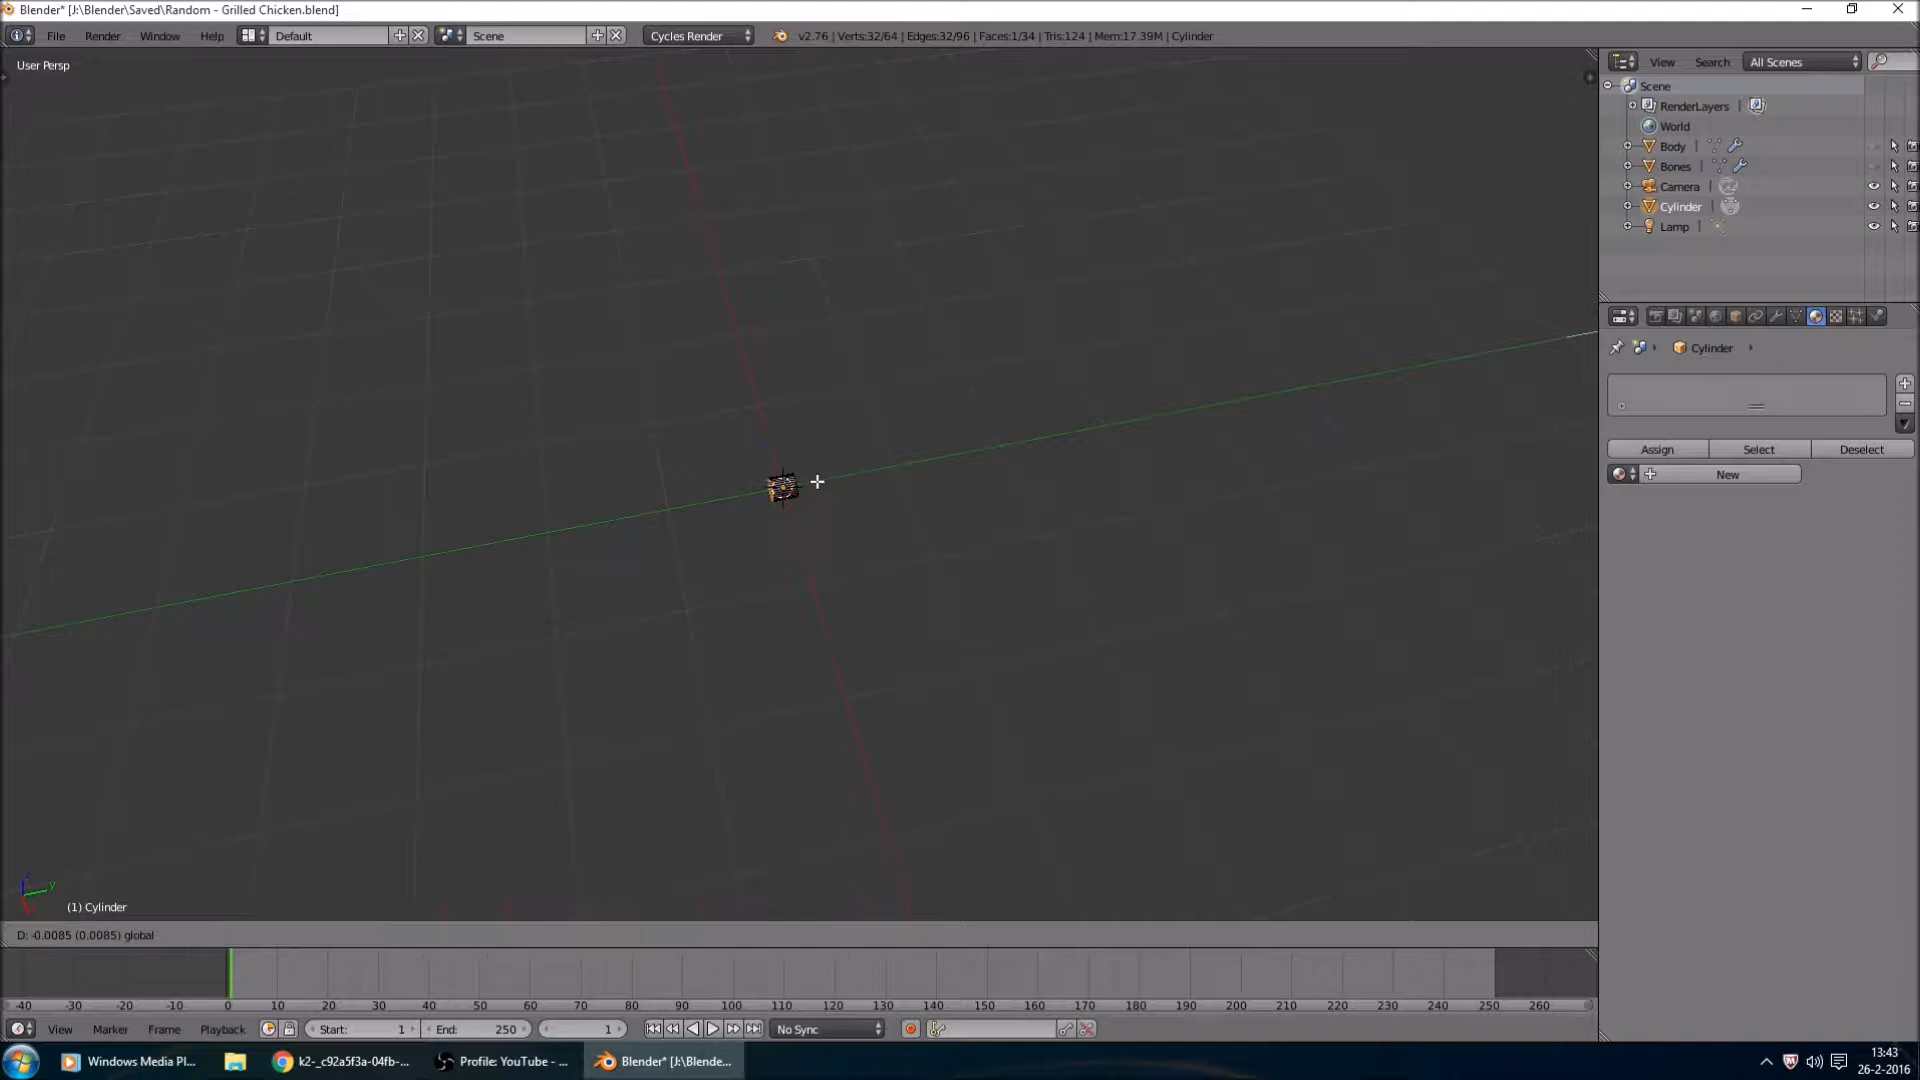 Blender* [J:\Blender\Saved\Random - Grilled Chicken.blend]
File Render Window Help Default Scene Cycles Render v2.76 | Verts:32/64 | Edges:32/96 | Faces:1/34 | Tris:124 | Mem:17.39M | Cylinder
User Persp
View Search All Scenes
Scene
RenderLayers |
World
Body |
Bones |
Camera |
Cylinder |
Lamp |
Cylinder
Assign Select Deselect
New
z
y
(1) Cylinder
D: -0.0085 (0.0085) global
-40 -30 -20 -10 0 10 20 30 40 50 60 70 80 90 100 110 120 130 140 150 160 170 180 190 200 210 220 230 240 250 260
View Marker Frame Playback Start: 1 End: 250 1 No Sync
Windows Media Pl... k2-_c92a5f3a-04fb-... Profile: YouTube - ... Blender* [J:\Blende...
13:43
26-2-2016